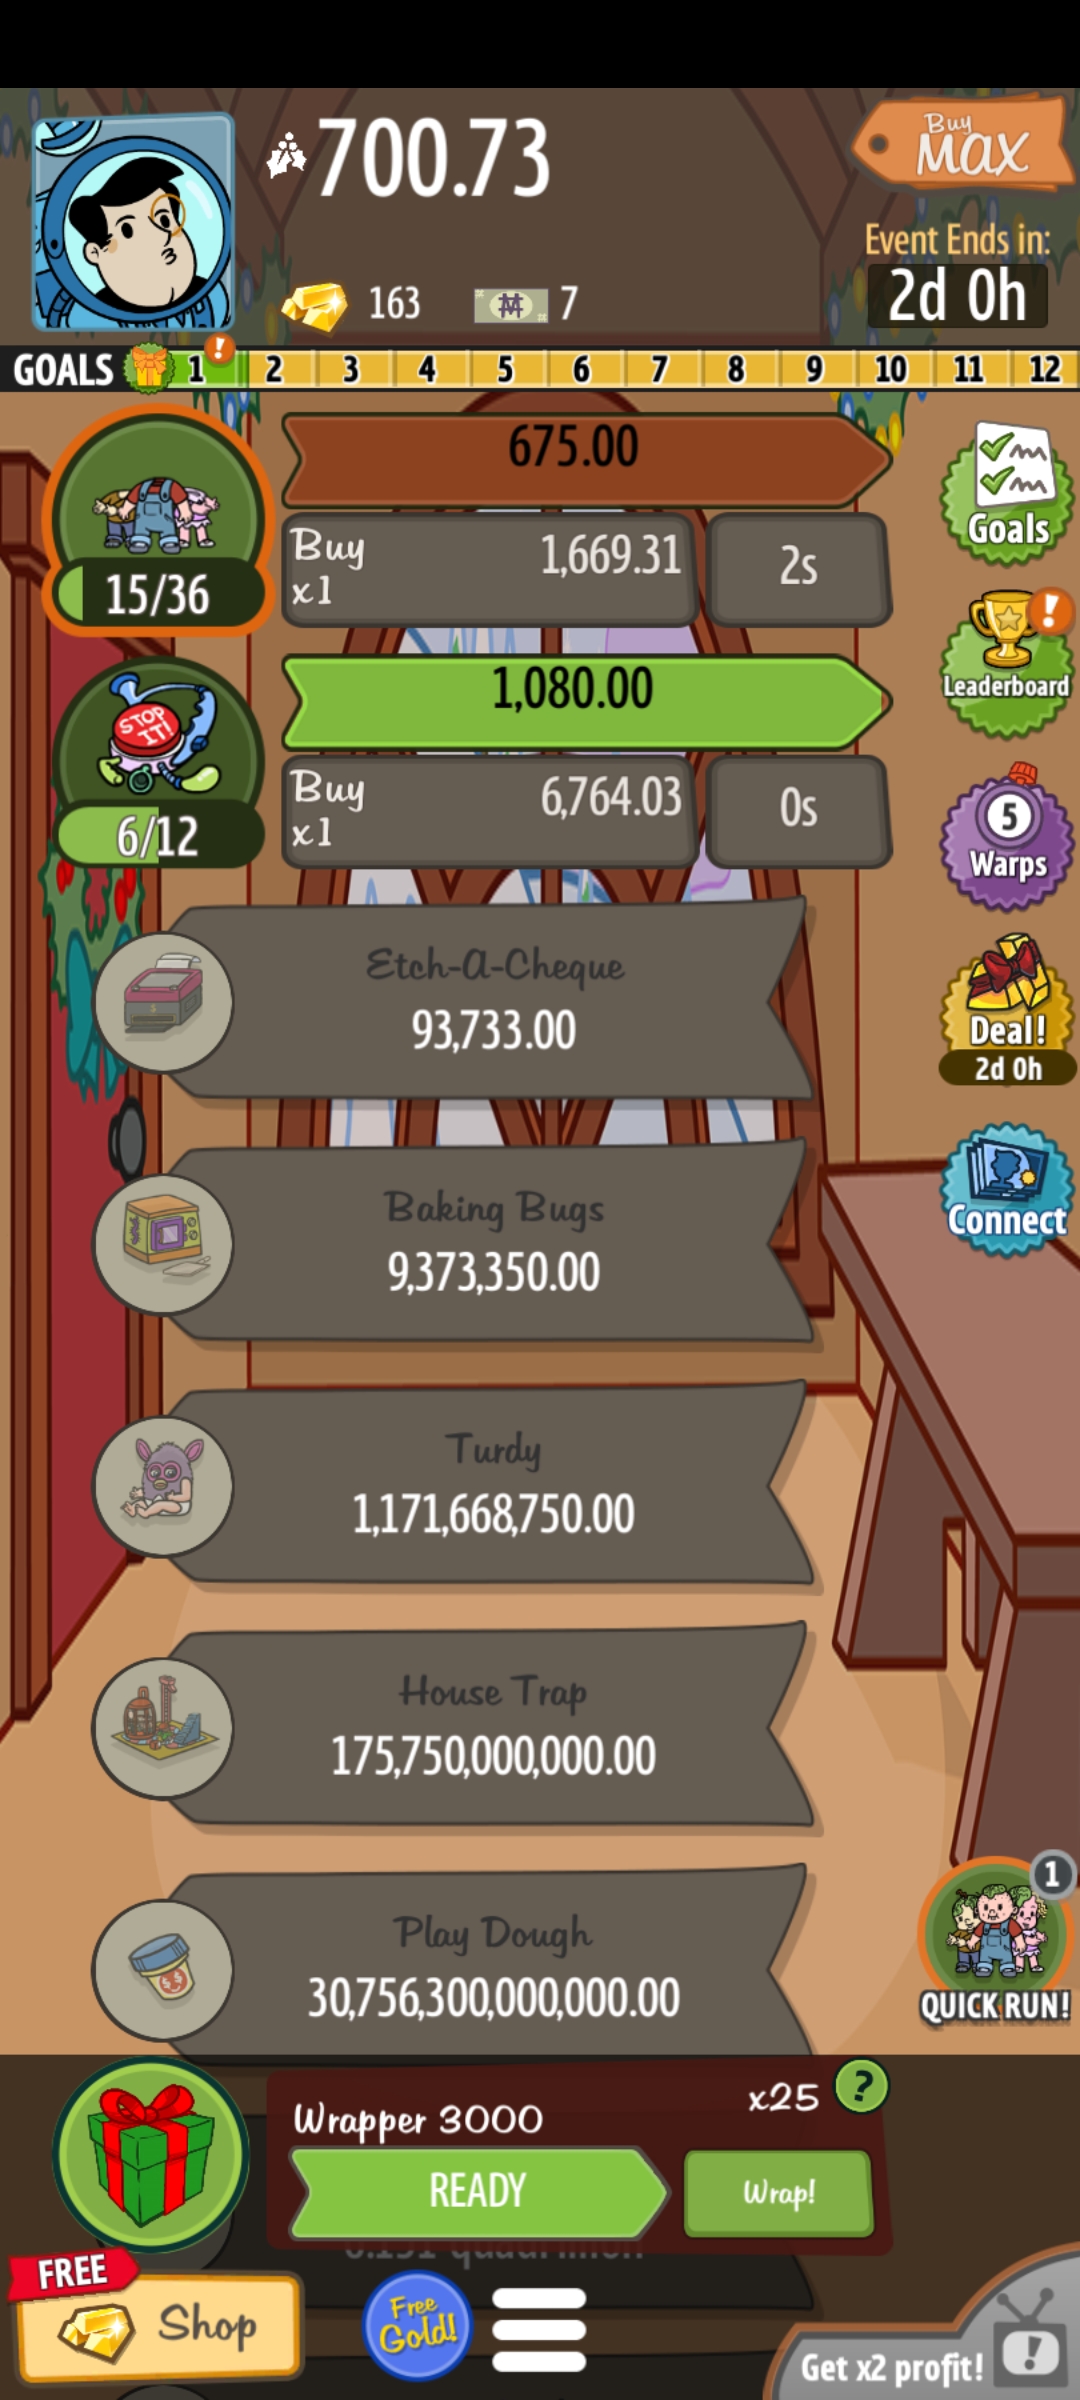 700.73
Buy
MAX
Event Ends in:
2d 0h
163
7
GOALS 1 ! 2 3 4 5 6 7 8 9 10 11 12
675.00
Buy
x1
1,669.31
2s
15/36
Goals
1,080.00
STOP
IT!
Buy
x1
6,764.03
0s
6/12
!
Leaderboard
5
Warps
Etch-A-Cheque
93,733.00
Deal!
2d 0h
Baking Bugs
9,373,350.00
Connect
Turdy
1,171,668,750.00
House Trap
175,750,000,000.00
Play Dough
30,756,300,000,000.00
1
QUICK RUN!
Wrapper 3000
x25
?
READY
Wrap!
FREE
Shop
Free
Gold!
Get x2 profit!
!